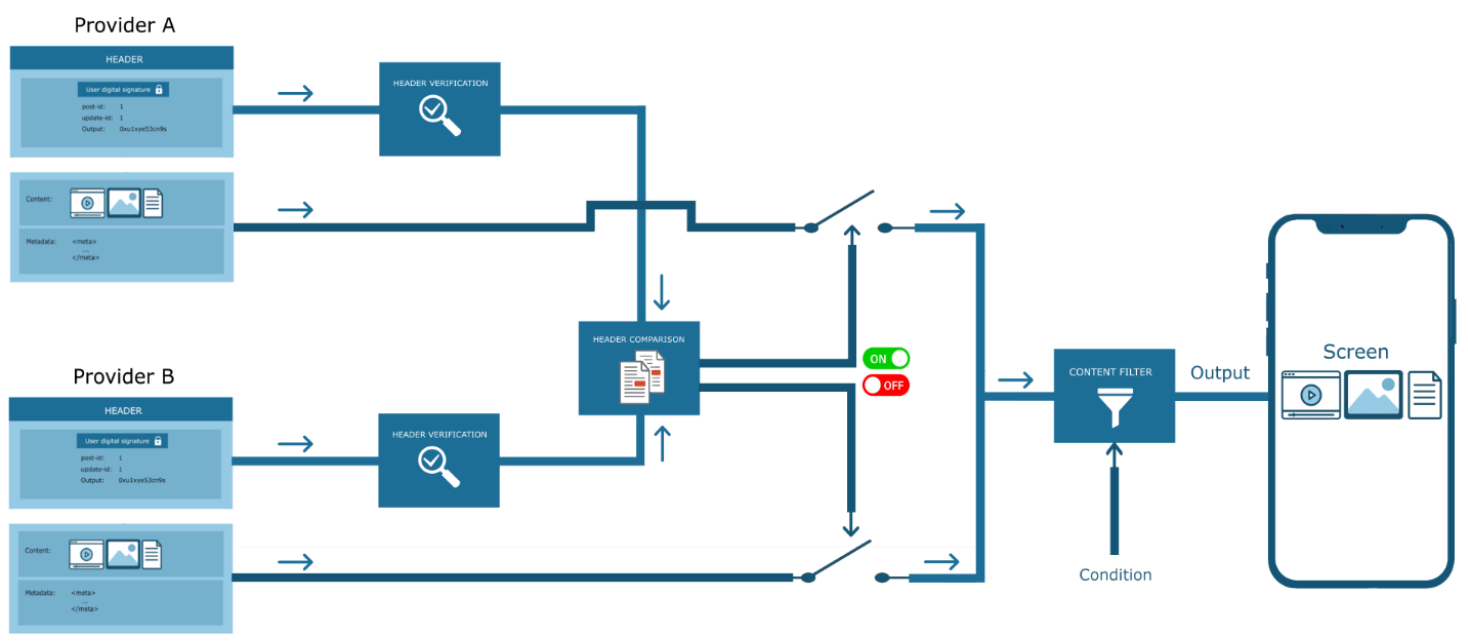 Provider A
HEADER
User digital signature
post-id: 1
update-id: 1
Output: 0xu1xye53cn9s
HEADER VERIFICATION
Content:
Metadata: <meta>
...
</meta>
HEADER COMPARISON
ON
OFF
Provider B
HEADER
User digital signature
post-id: 1
update-id: 1
Output: 0xu1xye53cn9s
HEADER VERIFICATION
Content:
Metadata: <meta>
...
</meta>
CONTENT FILTER
Condition
Output
Screen